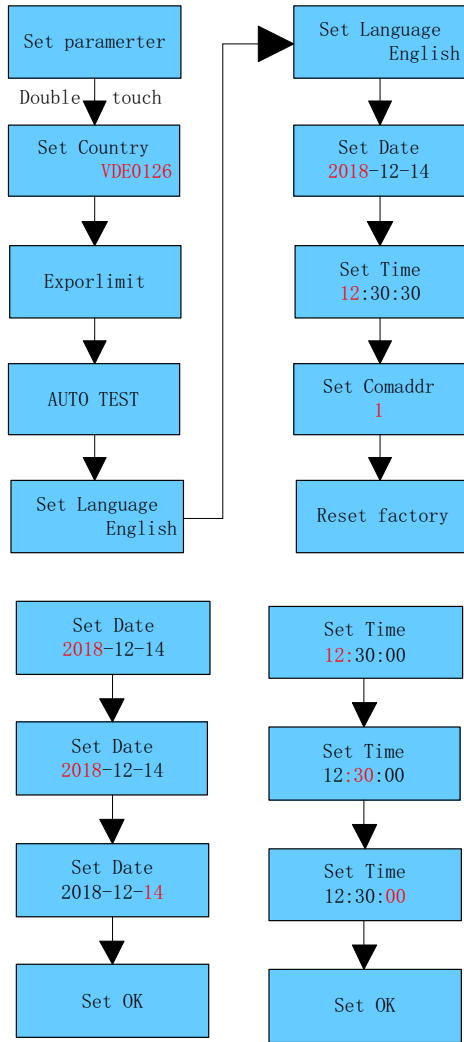 Set paramerter
Double touch
Set Country
VDE0126
Exporlimit
AUTO TEST
Set Language
English
Set Language
English
Set Date
2018-12-14
Set Time
12:30:30
Set Comaddr
1
Reset factory
Set Date
2018-12-14
Set Date
2018-12-14
Set Date
2018-12-14
Set OK
Set Time
12:30:00
Set Time
12:30:00
Set Time
12:30:00
Set OK